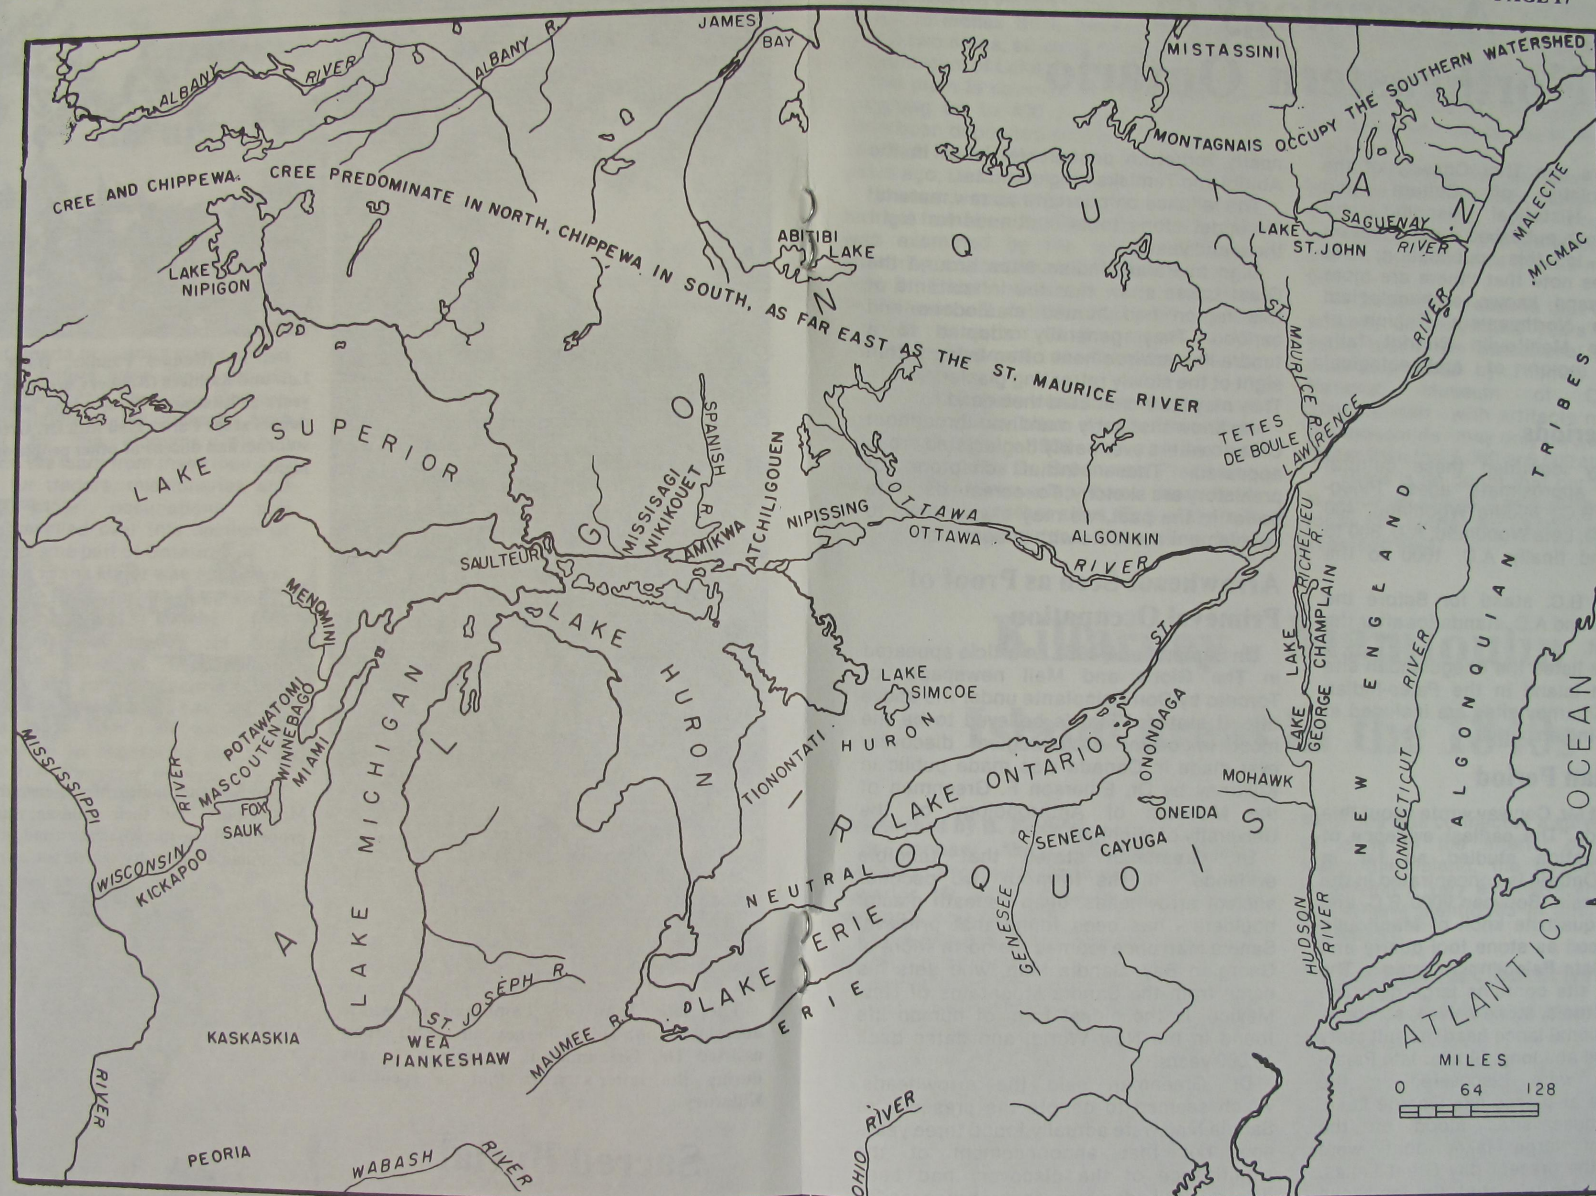 JAMES
BAY
MISTASSINI
ALBANY RIVER
ALBANY R.
MONTAGNAIS OCCUPY THE SOUTHERN WATERSHED
CREE AND CHIPPEWA. CREE PREDOMINATE IN NORTH, CHIPPEWA IN SOUTH, AS FAR EAST AS THE ST. MAURICE RIVER
MALECITE
MICMAC
LAKE
ST. JOHN
SAGUENAY
RIVER
ABITIBI
LAKE
LAKE
NIPIGON
ALGONQUIAN
ST. MAURICE R.
TETES
DE BOULE
ST. LAWRENCE RIVER
LAKE SUPERIOR
SPANISH R.
MISSISAGI
NIKIKOUET
AMIKWA
ATCHILIGOUEN
NIPISSING
OTTAWA
OTTAWA
RIVER
ALGONKIN
SAULTEUR
RICHELIEU R.
LAKE CHAMPLAIN
LAKE GEORGE
NEW ENGLAND
ALGONQUIAN
TRIBES
CONNECTICUT RIVER
MENOMINI
LAKE HURON
LAKE
SIMCOE
HURON
TIONONTATI
POTAWATOMI
MASCOUTEN
WINNEBAGO
MIAMI
FOX
SAUK
KICKAPOO
WISCONSIN RIVER
MISSISSIPPI RIVER
LAKE MICHIGAN
LAKE ONTARIO
ONONDAGA
ONEIDA
MOHAWK
SENECA
CAYUGA
IROQUOIS
GENESEE R.
NEUTRAL
LAKE ERIE
ERIE
HUDSON RIVER
ATLANTIC OCEAN
KASKASKIA
WEA
PIANKESHAW
ST. JOSEPH R.
MAUMEE R.
PEORIA
WABASH RIVER
OHIO RIVER
MILES
0 64 128